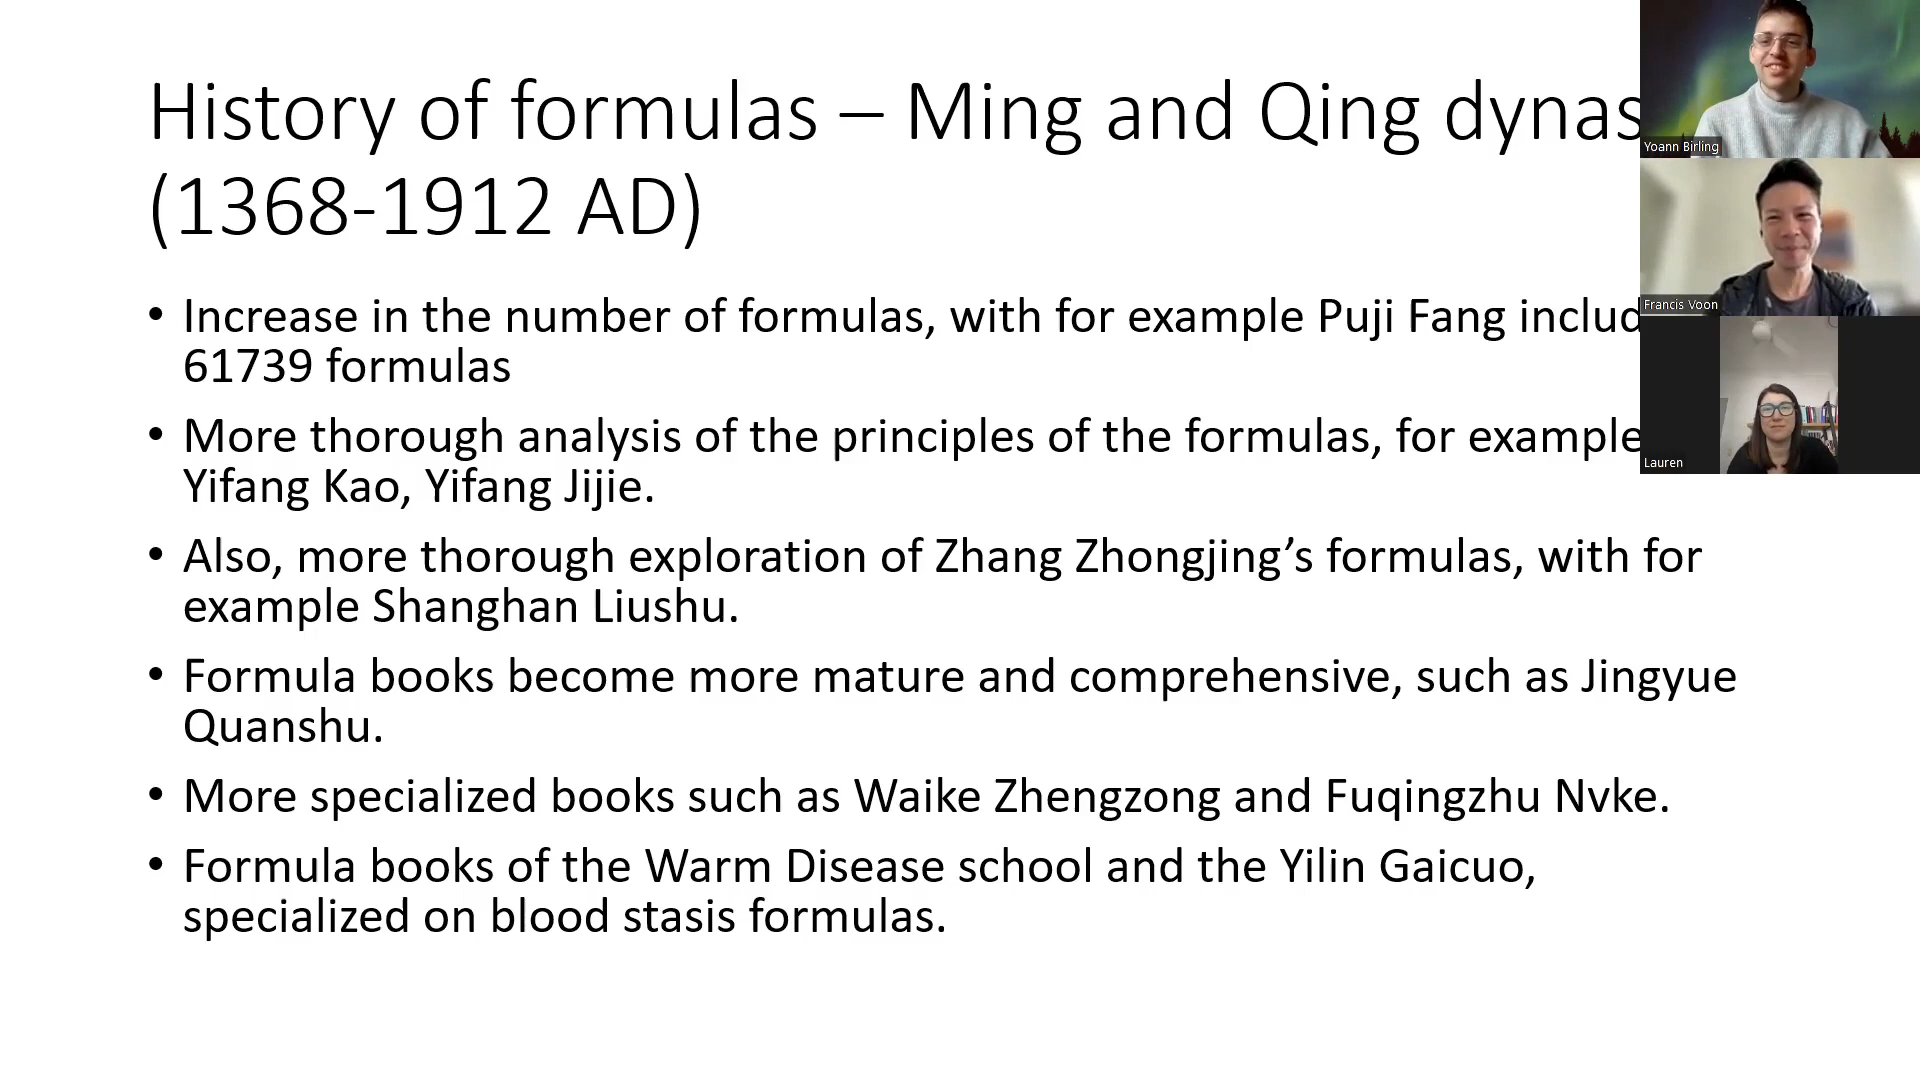 History of formulas – Ming and Qing dynas
(1368-1912 AD)
• Increase in the number of formulas, with for example Puji Fang includ
61739 formulas
• More thorough analysis of the principles of the formulas, for example
Yifang Kao, Yifang Jijie.
• Also, more thorough exploration of Zhang Zhongjing’s formulas, with for
example Shanghan Liushu.
• Formula books become more mature and comprehensive, such as Jingyue
Quanshu.
• More specialized books such as Waike Zhengzong and Fuqingzhu Nvke.
• Formula books of the Warm Disease school and the Yilin Gaicuo,
specialized on blood stasis formulas.
Yoann Birling
Francis Voon
Lauren